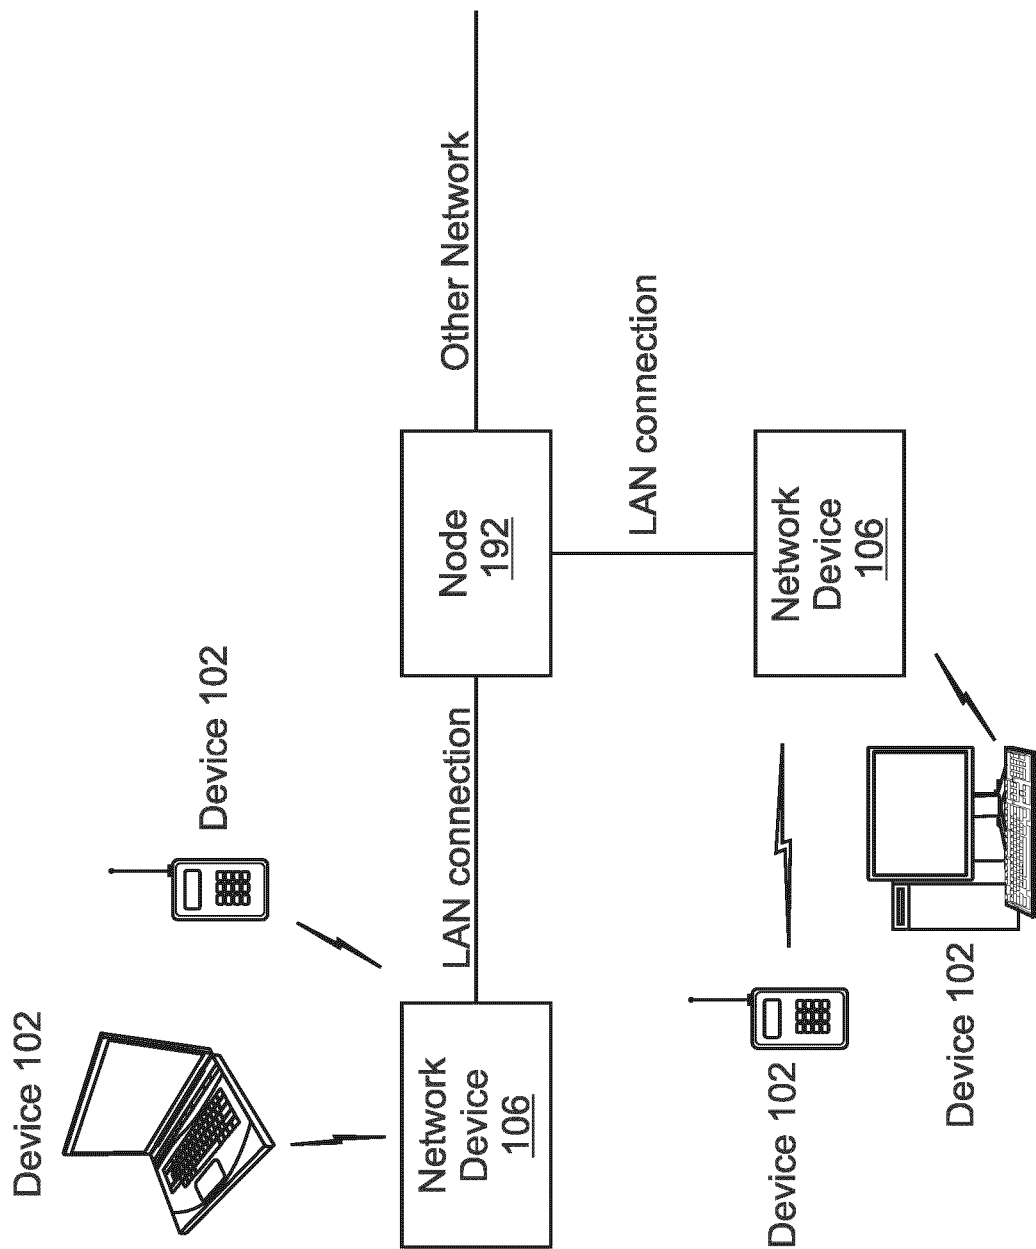 Device 102
Device 102
Network
Device
106
LAN connection
Node
192
Other Network
LAN connection
Device 102
Device 102
Network
Device
106